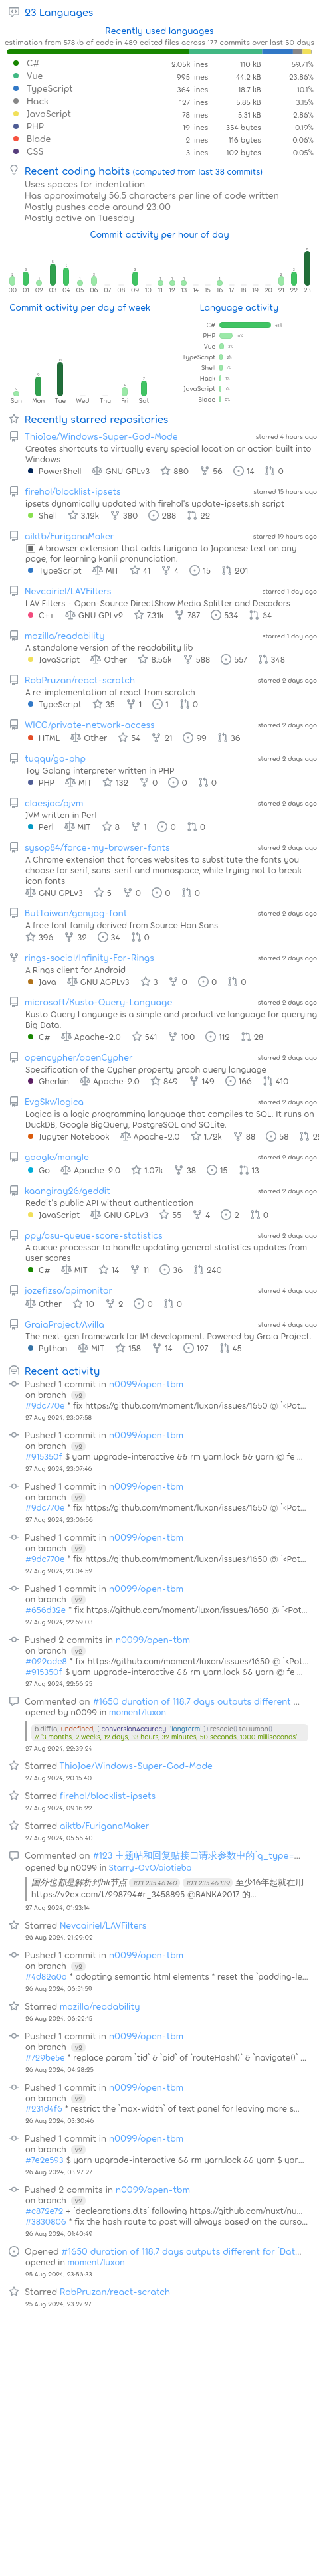 23 Languages
Recently used languages
estimation from 578kb of code in 489 edited files across 177 commits over last 50 days
C# 2.05k lines 110 kB 59.71%
Vue 995 lines 44.2 kB 23.86%
TypeScript 364 lines 18.7 kB 10.1%
Hack 127 lines 5.85 kB 3.15%
JavaScript 78 lines 5.31 kB 2.86%
PHP 19 lines 354 bytes 0.19%
Blade 2 lines 116 bytes 0.06%
CSS 3 lines 102 bytes 0.05%
Recent coding habits (computed from last 38 commits)
Uses spaces for indentation
Has approximately 56.5 characters per line of code written
Mostly pushes code around 23:00
Mostly active on Tuesday
Commit activity per hour of day
00 01 02 03 04 05 06 07 08 09 10 11 12 13 14 15 16 17 18 19 20 21 22 23
Commit activity per day of week
Language activity
C#
PHP
Vue
TypeScript
Shell
Hack
JavaScript
Blade
Sun Mon Tue Wed Thu Fri Sat
Recently starred repositories
ThioJoe/Windows-Super-God-Mode starred 4 hours ago
Creates shortcuts to virtually every special location or action built into
Windows
PowerShell GNU GPLv3 880 56 14 0
firehol/blocklist-ipsets starred 15 hours ago
ipsets dynamically updated with firehol's update-ipsets.sh script
Shell 3.12k 380 288 22
aiktb/FuriganaMaker starred 19 hours ago
A browser extension that adds furigana to Japanese text on any
page, for learning kanji pronunciation.
TypeScript MIT 41 4 15 201
Nevcairiel/LAVFilters starred 1 day ago
LAV Filters - Open-Source DirectShow Media Splitter and Decoders
C++ GNU GPLv2 7.31k 787 534 64
mozilla/readability starred 1 day ago
A standalone version of the readability lib
JavaScript Other 8.56k 588 557 348
RobPruzan/react-scratch starred 2 days ago
A re-implementation of react from scratch
TypeScript 35 1 1 0
WICG/private-network-access starred 2 days ago
HTML Other 54 21 99 36
tuqqu/go-php starred 2 days ago
Toy Golang interpreter written in PHP
PHP MIT 132 0 0 0
claesjac/pjvm starred 2 days ago
JVM written in Perl
Perl MIT 8 1 0 0
sysop84/force-my-browser-fonts starred 2 days ago
A Chrome extension that forces websites to substitute the fonts you
choose for serif, sans-serif and monospace, while trying not to break
icon fonts
GNU GPLv3 5 0 0 0
ButTaiwan/genyog-font starred 2 days ago
A free font family derived from Source Han Sans.
396 32 34 0
rings-social/Infinity-For-Rings starred 2 days ago
A Rings client for Android
Java GNU AGPLv3 3 0 0 0
microsoft/Kusto-Query-Language starred 2 days ago
Kusto Query Language is a simple and productive language for querying
Big Data.
C# Apache-2.0 541 100 112 28
opencypher/openCypher starred 2 days ago
Specification of the Cypher property graph query language
Gherkin Apache-2.0 849 149 166 410
EvgSkv/logica starred 2 days ago
Logica is a logic programming language that compiles to SQL. It runs on
DuckDB, Google BigQuery, PostgreSQL and SQLite.
Jupyter Notebook Apache-2.0 1.72k 88 58
google/mangle starred 2 days ago
Go Apache-2.0 1.07k 38 15 13
kaangiray26/geddit starred 2 days ago
Reddit's public API without authentication
JavaScript GNU GPLv3 55 4 2 0
ppy/osu-queue-score-statistics starred 2 days ago
A queue processor to handle updating general statistics updates from
user scores
C# MIT 14 11 36 240
jozefizso/apimonitor starred 4 days ago
Other 10 2 0 0
GraiaProject/Avilla starred 4 days ago
The next-gen framework for IM development. Powered by Graia Project.
Python MIT 158 14 127 45
Recent activity
Pushed 1 commit in n0099/open-tbm
on branch v2
#9dc770e * fix https://github.com/moment/luxon/issues/1650 @ `<Pot...
27 Aug 2024, 23:07:58
Pushed 1 commit in n0099/open-tbm
on branch v2
#915350f $ yarn upgrade-interactive && rm yarn.lock && yarn @ fe ...
27 Aug 2024, 23:07:46
Pushed 1 commit in n0099/open-tbm
on branch v2
#9dc770e * fix https://github.com/moment/luxon/issues/1650 @ `<Pot...
27 Aug 2024, 23:06:56
Pushed 1 commit in n0099/open-tbm
on branch v2
#9dc770e * fix https://github.com/moment/luxon/issues/1650 @ `<Pot...
27 Aug 2024, 23:04:52
Pushed 1 commit in n0099/open-tbm
on branch v2
#656d32e * fix https://github.com/moment/luxon/issues/1650 @ `<Pot...
27 Aug 2024, 22:59:03
Pushed 2 commits in n0099/open-tbm
on branch v2
#022ade8 * fix https://github.com/moment/luxon/issues/1650 @ `<Pot...
#915350f $ yarn upgrade-interactive && rm yarn.lock && yarn @ fe ...
27 Aug 2024, 22:56:25
Commented on #1650 duration of 118.7 days outputs different ...
opened by n0099 in moment/luxon
b.diff(a, undefined, { conversionAccuracy: 'longterm' }).rescale().toHuman()
// '3 months, 2 weeks, 12 days, 33 hours, 32 minutes, 50 seconds, 1000 milliseconds'
27 Aug 2024, 22:39:24
Starred ThioJoe/Windows-Super-God-Mode
27 Aug 2024, 20:15:40
Starred firehol/blocklist-ipsets
27 Aug 2024, 09:16:22
Starred aiktb/FuriganaMaker
27 Aug 2024, 05:55:40
Commented on #123 主题帖和回复贴接口请求参数中的`q_type=...
opened by n0099 in Starry-OvO/aiotieba
国外也都是解析到hk节点 103.235.46.140 103.235.46.139 至少16年起就在用
https://v2ex.com/t/298794#r_3458895 @BANKA2017 的...
27 Aug 2024, 01:23:14
Starred Nevcairiel/LAVFilters
26 Aug 2024, 21:29:02
Pushed 1 commit in n0099/open-tbm
on branch v2
#4d82a0a * adopting semantic html elements * reset the `padding-le...
26 Aug 2024, 06:51:59
Starred mozilla/readability
26 Aug 2024, 06:22:15
Pushed 1 commit in n0099/open-tbm
on branch v2
#729be5e * replace param `tid` & `pid` of `routeHash()` & `navigate()` ...
26 Aug 2024, 04:28:25
Pushed 1 commit in n0099/open-tbm
on branch v2
#231d4f6 * restrict the `max-width` of text panel for leaving more s...
26 Aug 2024, 03:30:46
Pushed 1 commit in n0099/open-tbm
on branch v2
#7e2e593 $ yarn upgrade-interactive && rm yarn.lock && yarn $ yar...
26 Aug 2024, 03:27:27
Pushed 2 commits in n0099/open-tbm
on branch v2
#c872e72 + `declearations.d.ts` following https://github.com/nuxt/nu...
#3830806 * fix the hash route to post will always based on the curso...
26 Aug 2024, 01:40:49
Opened #1650 duration of 118.7 days outputs different for `Dat...
opened in moment/luxon
25 Aug 2024, 23:56:33
Starred RobPruzan/react-scratch
25 Aug 2024, 23:27:27